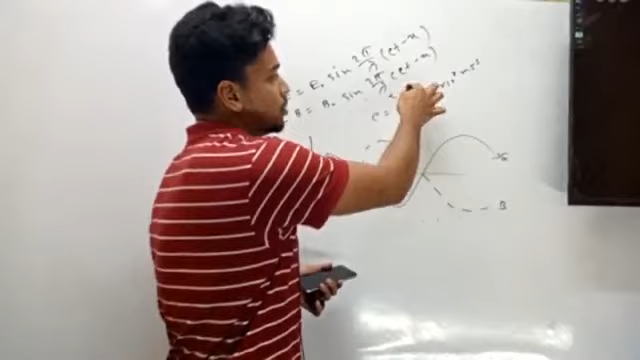 = E₀ sin 2π/λ (ct-x)
B = B₀ sin 2π/λ (ct-x)
c =
E
B